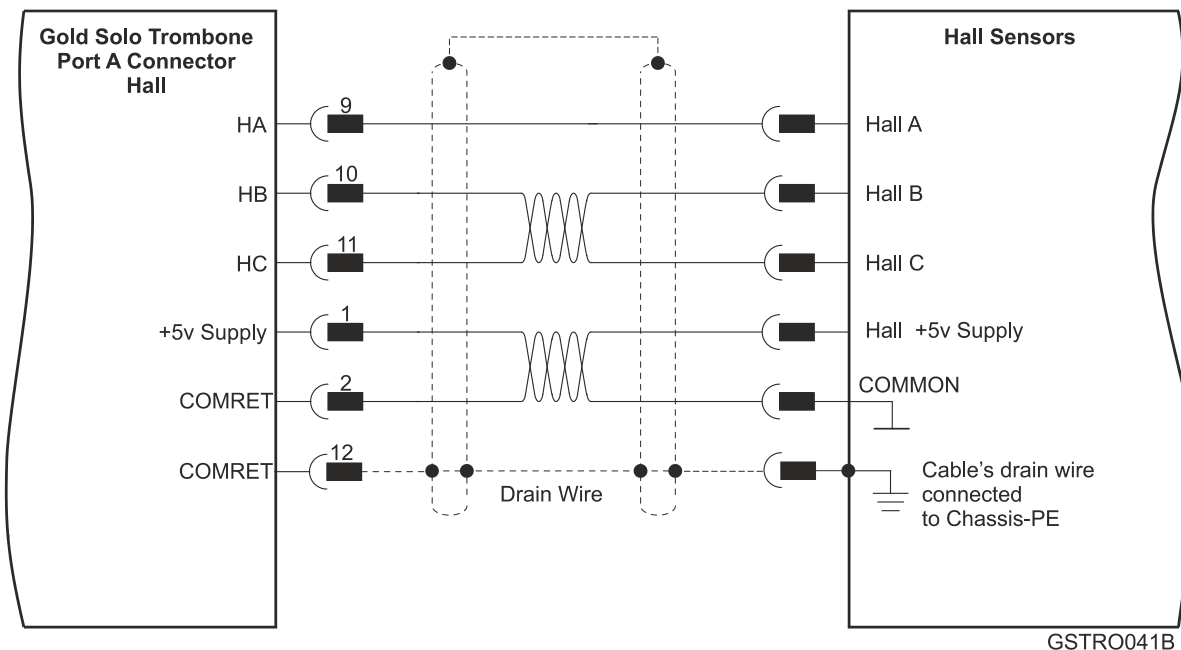 Gold Solo Trombone
Port A Connector
Hall
Hall Sensors
HA
9
Hall A
HB
10
Hall B
HC
11
Hall C
+5v Supply
1
Hall +5v Supply
COMRET
2
COMMON
COMRET
12
Drain Wire
Cable's drain wire
connected
to Chassis-PE
GSTRO041B